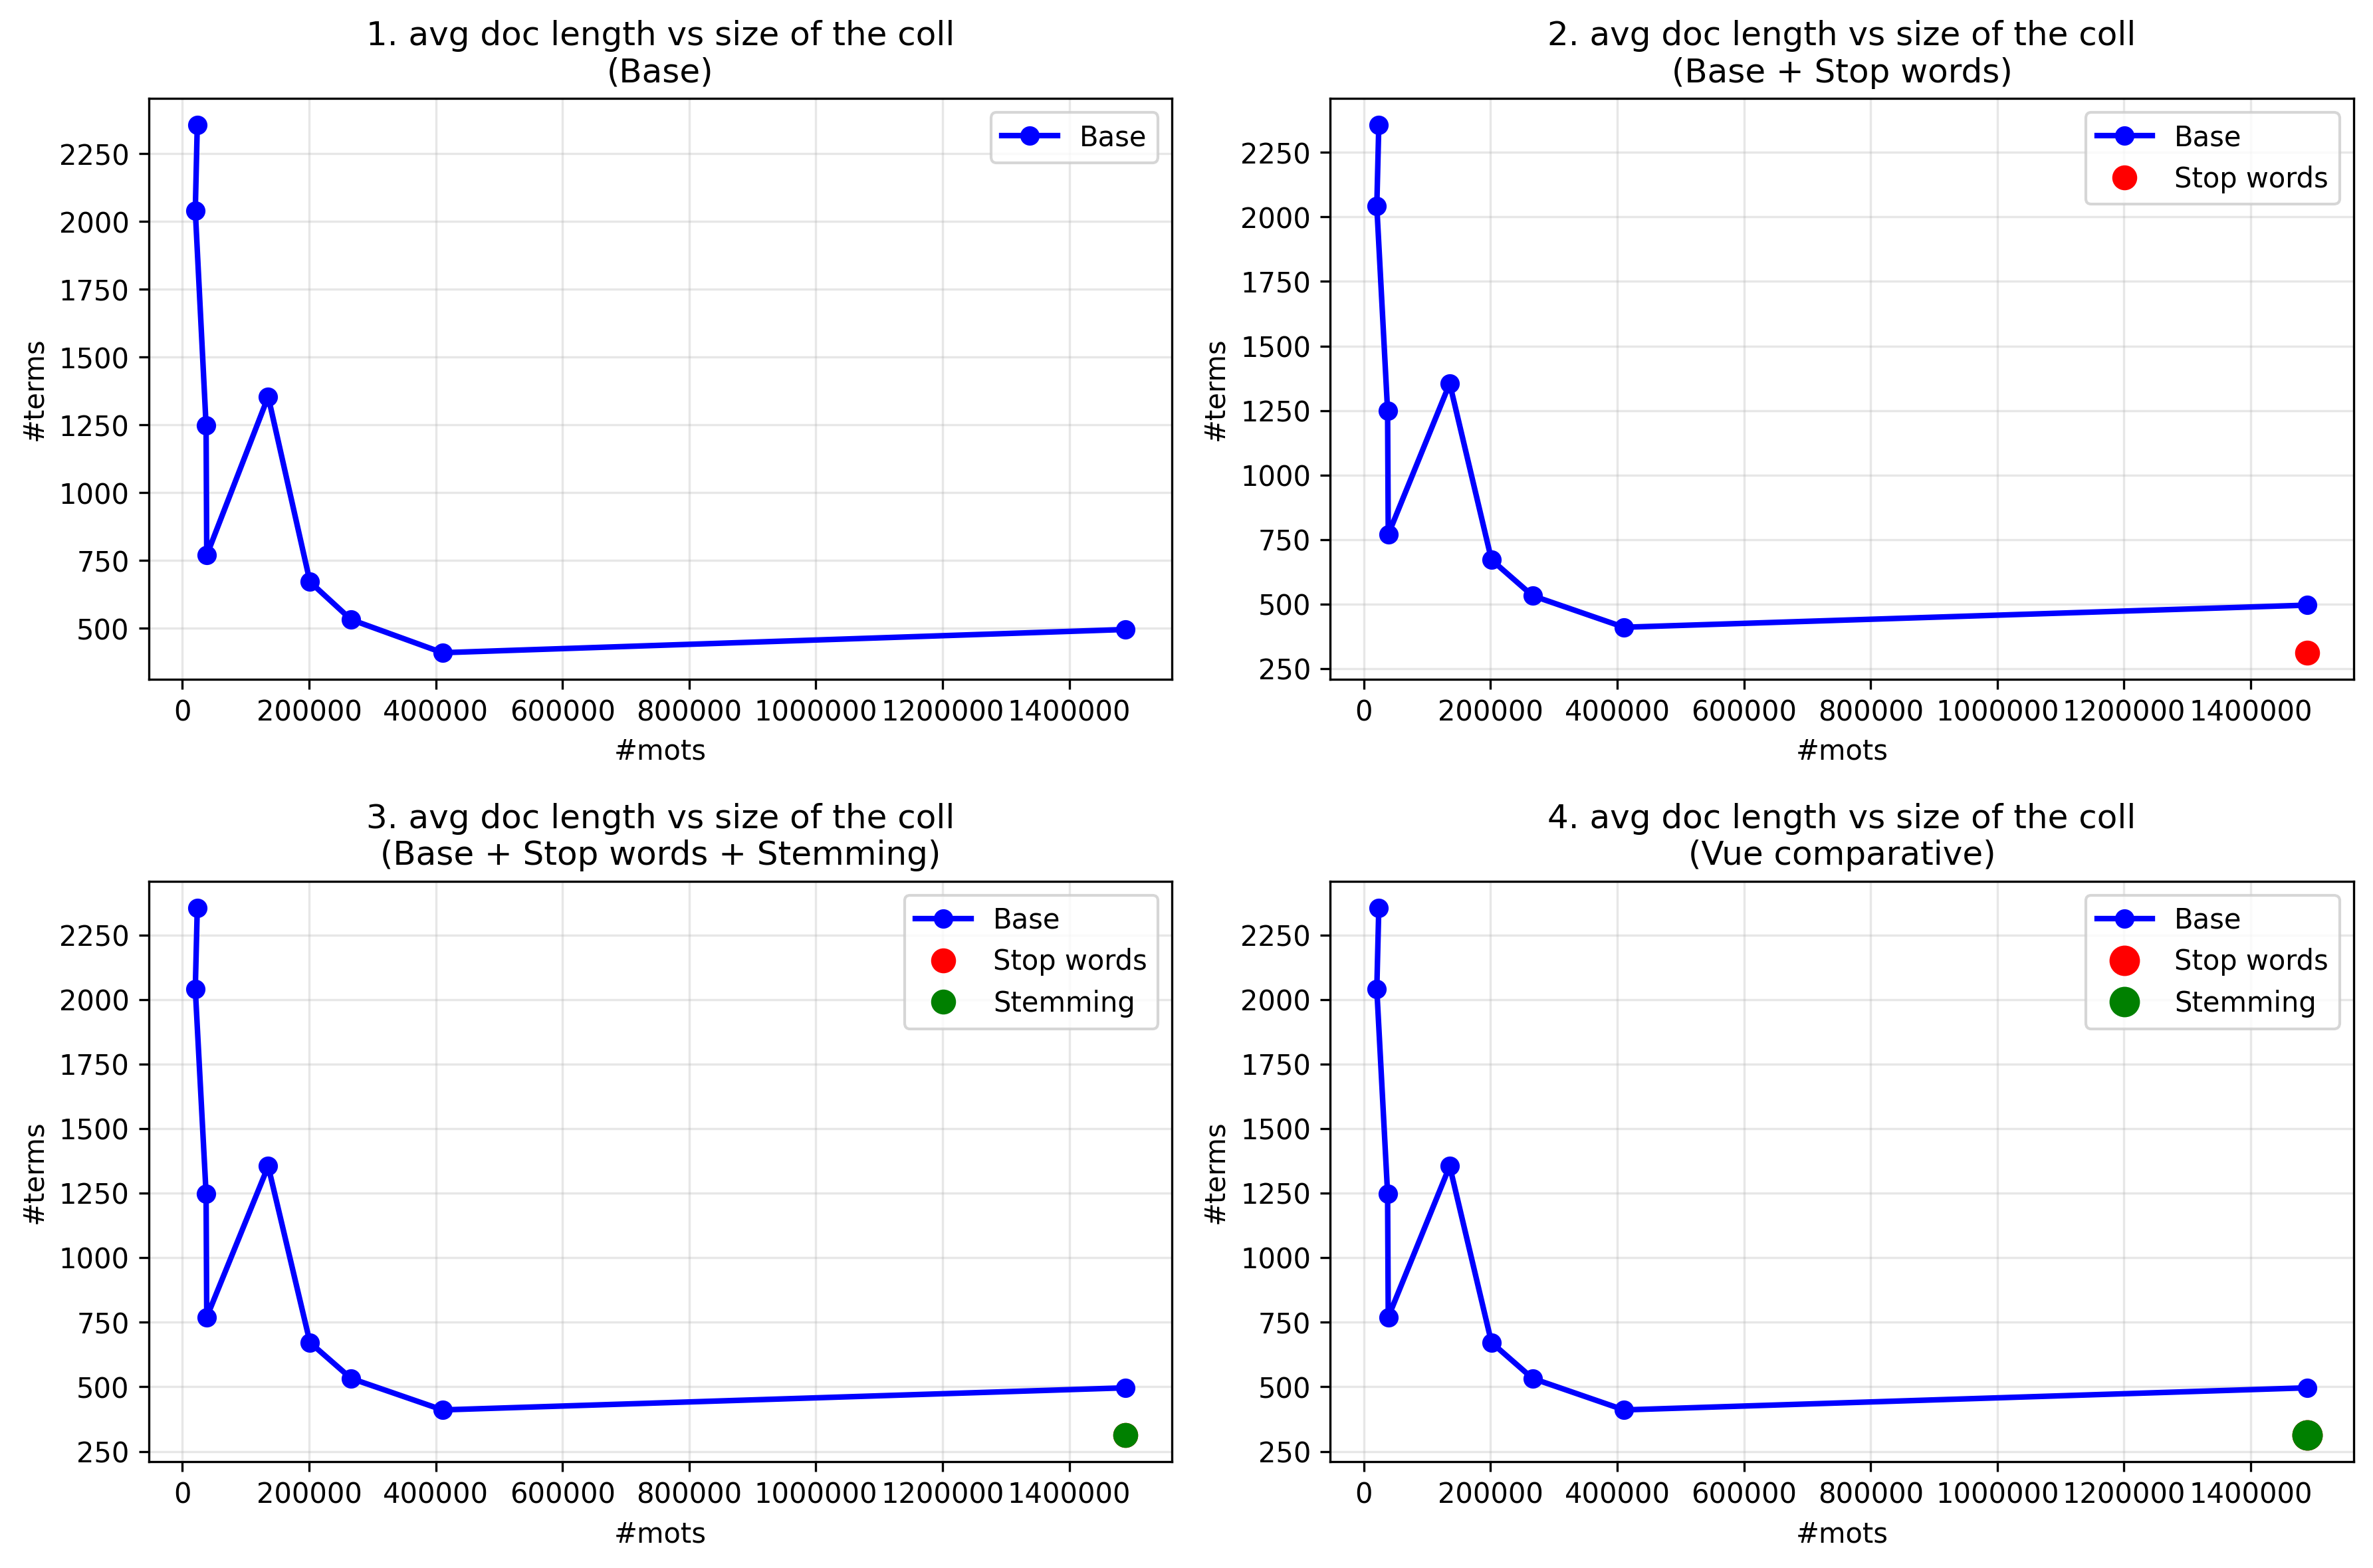 1. avg doc length vs size of the coll
(Base)
2250
2000
1750
1500
1250
1000
750
500
#terms
Base
0 200000 400000 600000 800000 1000000 1200000 1400000
#mots
2. avg doc length vs size of the coll
(Base + Stop words)
2250
2000
1750
1500
1250
1000
750
500
250
#terms
Base
Stop words
0 200000 400000 600000 800000 1000000 1200000 1400000
#mots
3. avg doc length vs size of the coll
(Base + Stop words + Stemming)
2250
2000
1750
1500
1250
1000
750
500
250
#terms
Base
Stop words
Stemming
0 200000 400000 600000 800000 1000000 1200000 1400000
#mots
4. avg doc length vs size of the coll
(Vue comparative)
2250
2000
1750
1500
1250
1000
750
500
250
#terms
Base
Stop words
Stemming
0 200000 400000 600000 800000 1000000 1200000 1400000
#mots